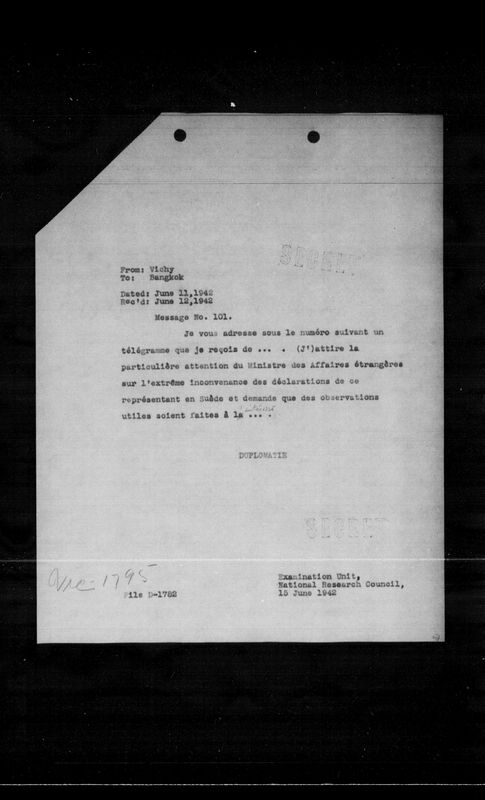 SECRET
From: Vichy
To: Bangkok
Dated: June 11,1942
Rec'd: June 12,1942
Message No. 101.
Je vous adresse sous le numéro suivant un
télégramme que je reçois de ... . (J')attire la
particulière attention du Ministre des Affaires étrangères
sur l'extrême inconvenance des déclarations de ce
représentant en Suède et demande que des observations
utiles soient faites à la ... .
DUPLOMATIE
SECRET
Vic-1795
File D-1782
Examination Unit,
National Research Council,
15 June 1942